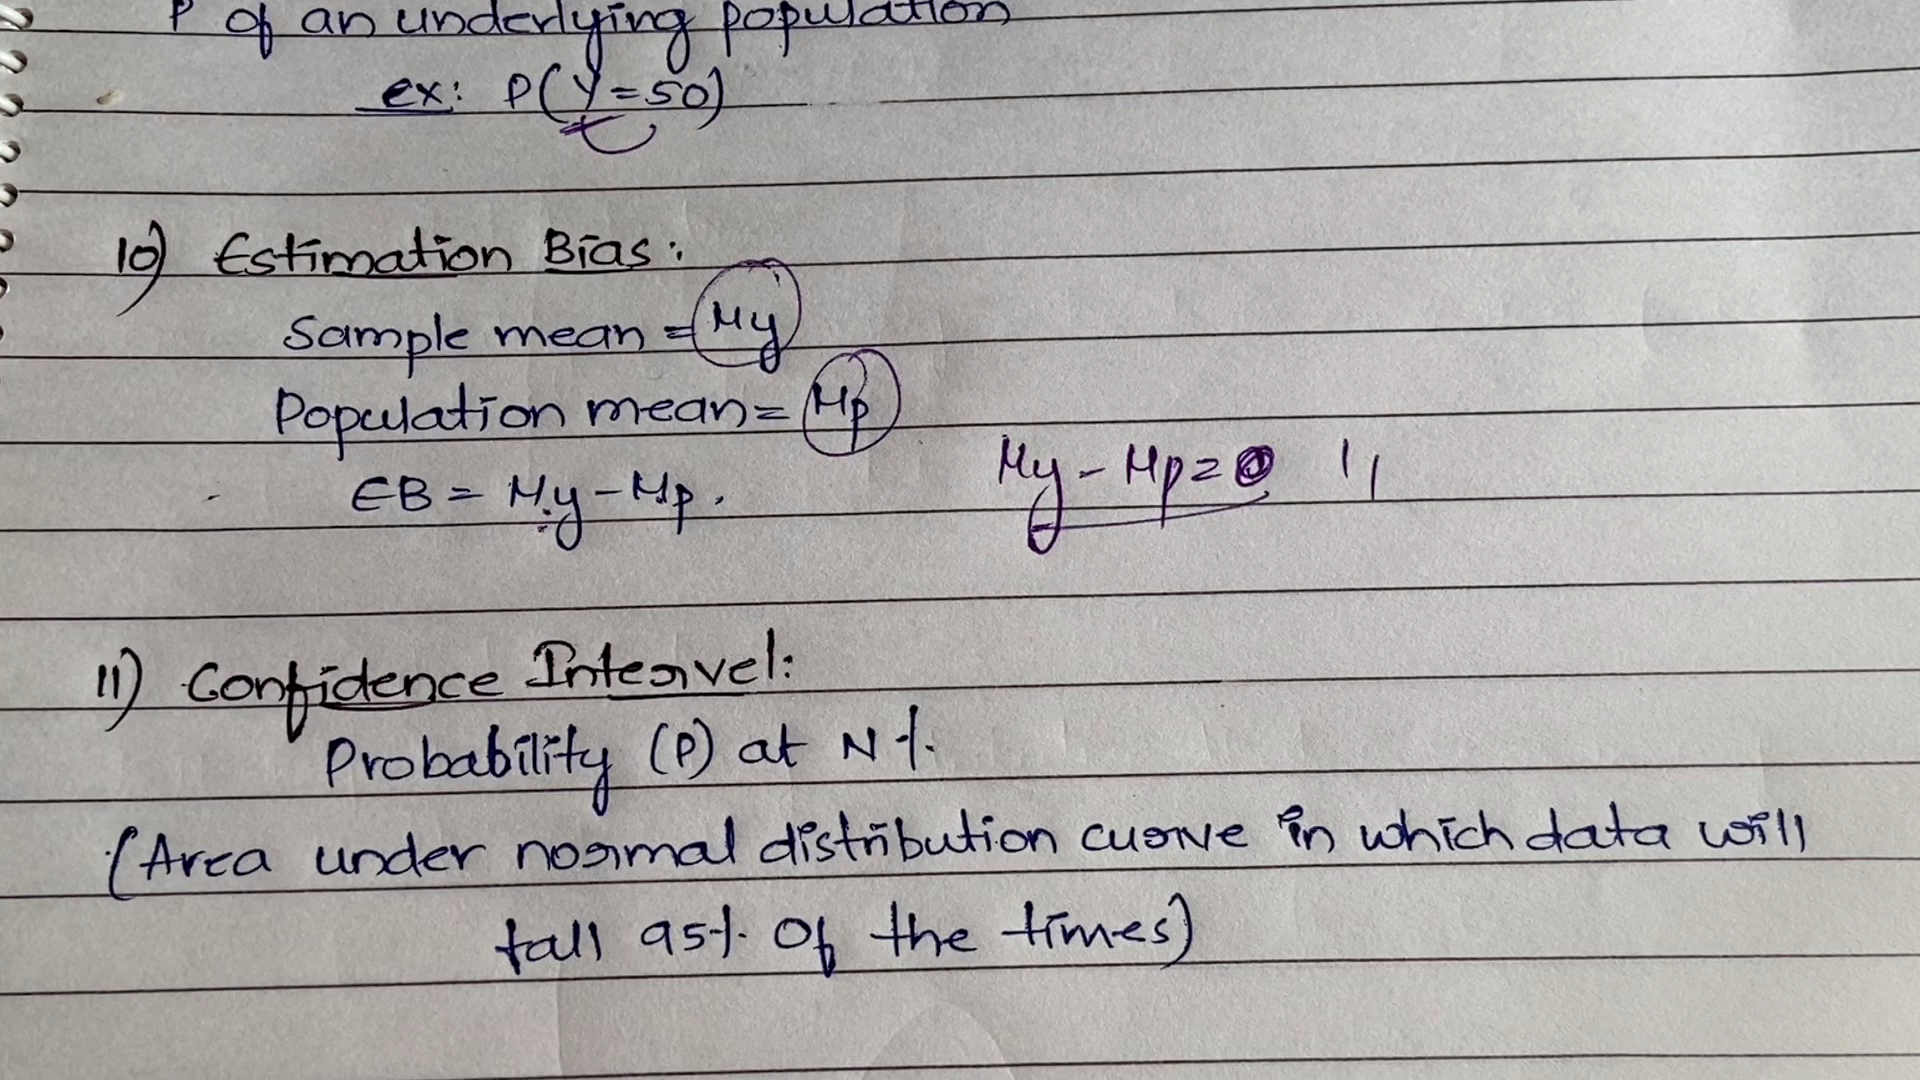 P of an underlying population
ex: P(Y=50)
10) Estimation Bias:
Sample mean = μy
Population mean = μp
EB = μy - μp.
μy - μp = 0
11) Confidence Intervel:
Probability (P) at N%
(Area under normal distribution curve in which data will
fall 95% of the times)